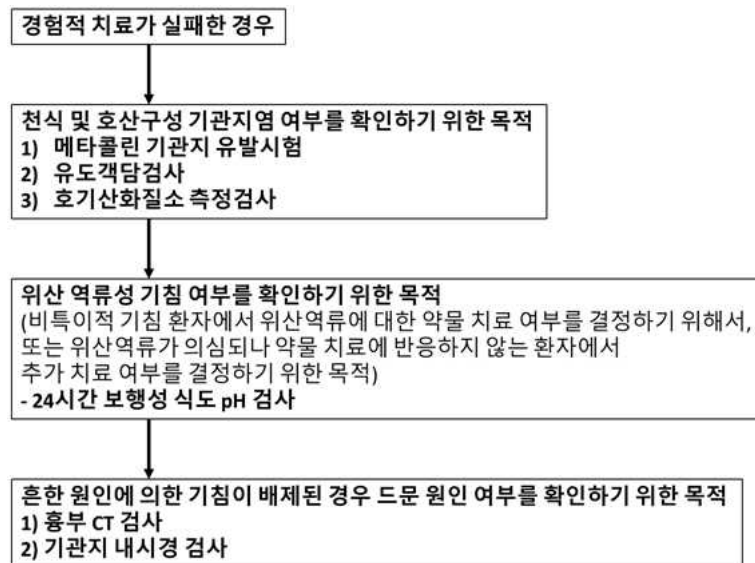 경험적 치료가 실패한 경우
천식 및 호산구성 기관지염 여부를 확인하기 위한 목적
1) 메타콜린 기관지 유발시험
2) 유도객담검사
3) 호기산화질소 측정검사
위산 역류성 기침 여부를 확인하기 위한 목적
(비특이적 기침 환자에서 위산역류에 대한 약물 치료 여부를 결정하기 위해서,
또는 위산역류가 의심되나 약물 치료에 반응하지 않는 환자에서
추가 치료 여부를 결정하기 위한 목적)
- 24시간 보행성 식도 pH 검사
흔한 원인에 의한 기침이 배제된 경우 드문 원인 여부를 확인하기 위한 목적
1) 흉부 CT 검사
2) 기관지 내시경 검사